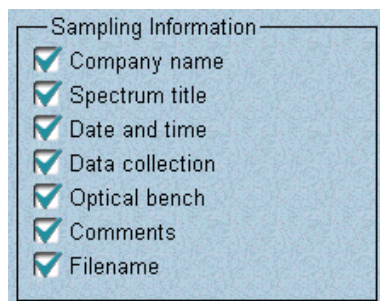 Sampling Information
Company name
Spectrum title
Date and time
Data collection
Optical bench
Comments
Filename